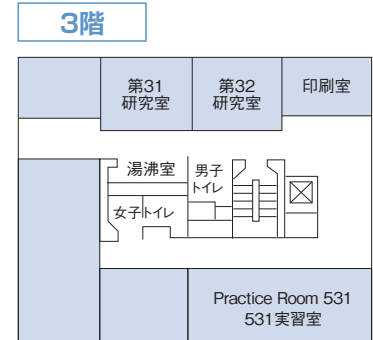 3階
第31
研究室
第32
研究室
印刷室
湯沸室
男子
トイレ
女子トイレ
Practice Room 531
531実習室